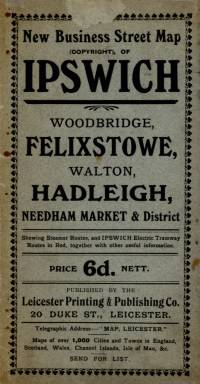 New Business Street Map
(COPYRIGHT), OF
IPSWICH
WOODBRIDGE,
FELIXSTOWE,
WALTON,
HADLEIGH,
NEEDHAM MARKET & District
Shewing Steamer Routes, and IPSWICH Electric Tramway
Routes in Red, together with other useful information.
PRICE 6d. NETT.
PUBLISHED BY THE
Leicester Printing & Publishing Co.
20 DUKE ST., LEICESTER.
Telegraphic Address—"MAP, LEICESTER."
Maps of over 1,000 Cities and Towns in England,
Scotland, Wales, Channel Islands, Isle of Man, &c.
SEND FOR LIST.